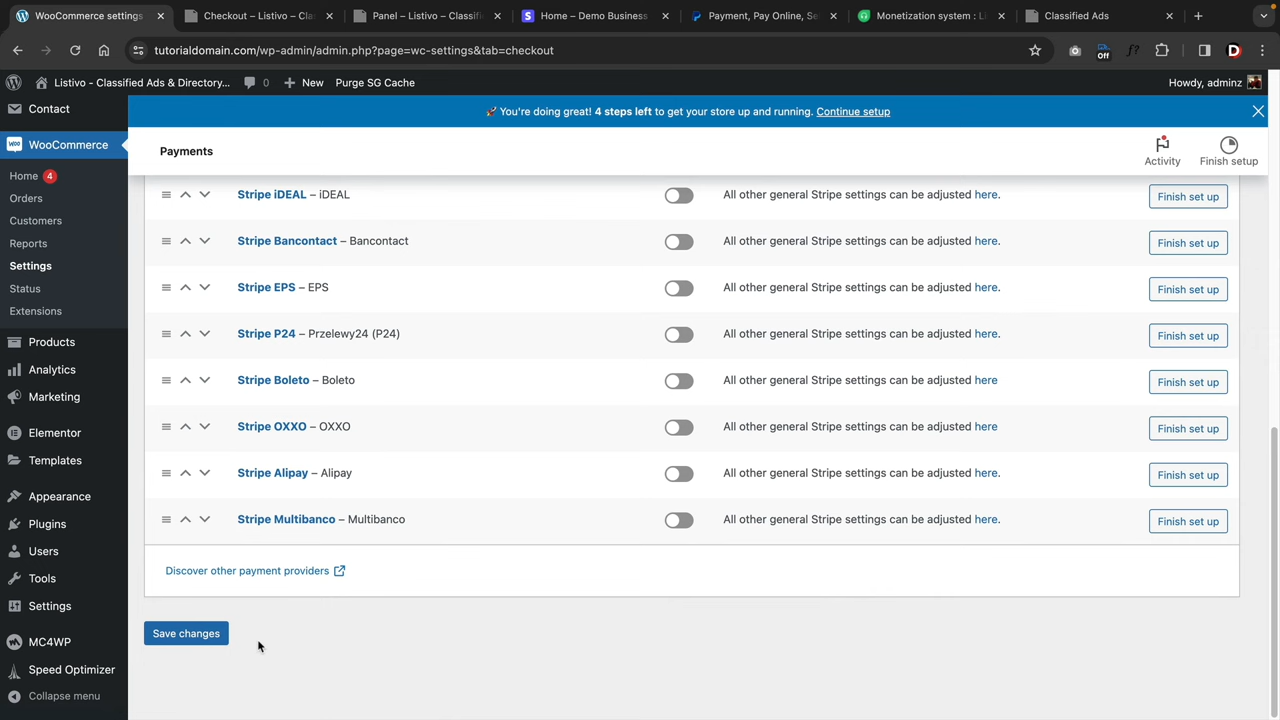 WooCommerce settings
Checkout – Listivo – Cla
Panel – Listivo – Classifi
Home – Demo Business
Payment, Pay Online, Se
Monetization system : Li
Classified Ads
tutorialdomain.com/wp-admin/admin.php?page=wc-settings&tab=checkout
Off
f?
D
Listivo - Classified Ads & Directory...
0
New
Purge SG Cache
Howdy, adminz
Contact
WooCommerce
Home 4
Orders
Customers
Reports
Settings
Status
Extensions
Products
Analytics
Marketing
Elementor
Templates
Appearance
Plugins
Users
Tools
Settings
MC4WP
Speed Optimizer
Collapse menu
🚀 You're doing great! 4 steps left to get your store up and running. Continue setup
Payments
Activity
Finish setup
Stripe iDEAL – iDEAL All other general Stripe settings can be adjusted here. Finish set up
Stripe Bancontact – Bancontact All other general Stripe settings can be adjusted here. Finish set up
Stripe EPS – EPS All other general Stripe settings can be adjusted here. Finish set up
Stripe P24 – Przelewy24 (P24) All other general Stripe settings can be adjusted here. Finish set up
Stripe Boleto – Boleto All other general Stripe settings can be adjusted here Finish set up
Stripe OXXO – OXXO All other general Stripe settings can be adjusted here Finish set up
Stripe Alipay – Alipay All other general Stripe settings can be adjusted here. Finish set up
Stripe Multibanco – Multibanco All other general Stripe settings can be adjusted here. Finish set up
Discover other payment providers
Save changes